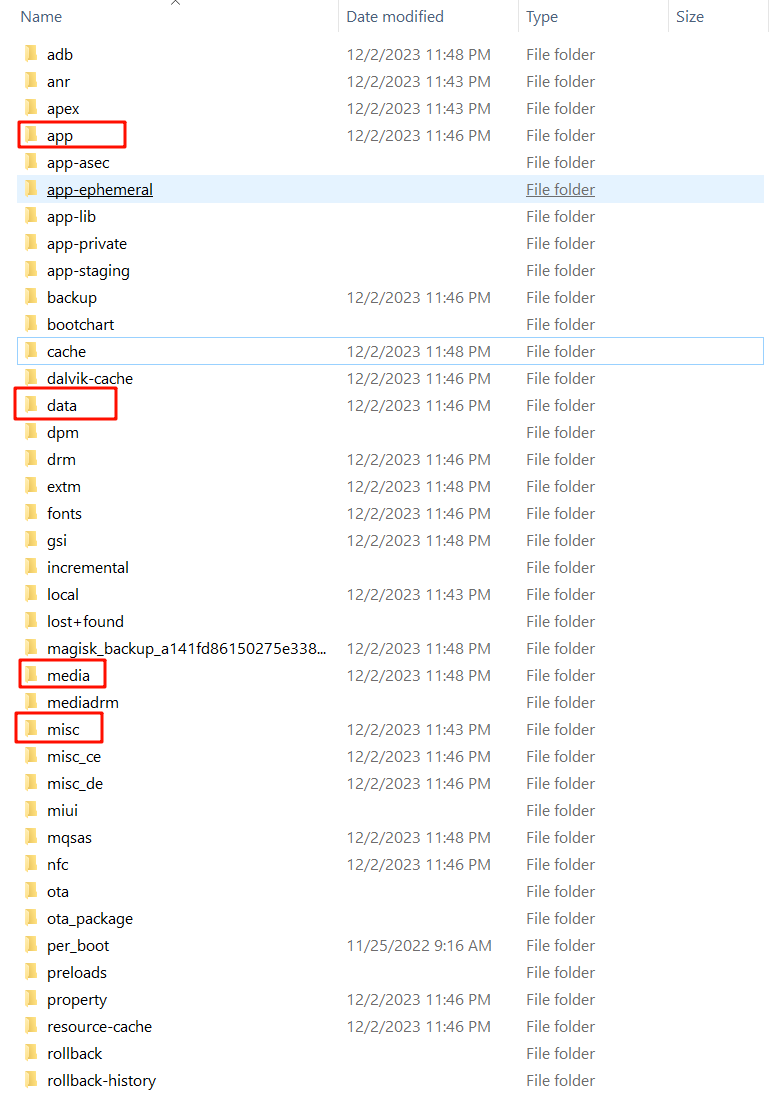 Name Date modified Type Size
adb 12/2/2023 11:48 PM File folder
anr 12/2/2023 11:43 PM File folder
apex 12/2/2023 11:43 PM File folder
app 12/2/2023 11:46 PM File folder
app-asec File folder
app-ephemeral File folder
app-lib File folder
app-private File folder
app-staging File folder
backup 12/2/2023 11:46 PM File folder
bootchart File folder
cache 12/2/2023 11:48 PM File folder
dalvik-cache 12/2/2023 11:46 PM File folder
data 12/2/2023 11:46 PM File folder
dpm File folder
drm 12/2/2023 11:46 PM File folder
extm 12/2/2023 11:48 PM File folder
fonts 12/2/2023 11:46 PM File folder
gsi 12/2/2023 11:48 PM File folder
incremental File folder
local 12/2/2023 11:43 PM File folder
lost+found File folder
magisk_backup_a141fd86150275e338... 12/2/2023 11:48 PM File folder
media 12/2/2023 11:48 PM File folder
mediadrm File folder
misc 12/2/2023 11:43 PM File folder
misc_ce 12/2/2023 11:46 PM File folder
misc_de 12/2/2023 11:46 PM File folder
miui File folder
mqsas 12/2/2023 11:48 PM File folder
nfc 12/2/2023 11:46 PM File folder
ota File folder
ota_package File folder
per_boot 11/25/2022 9:16 AM File folder
preloads File folder
property 12/2/2023 11:46 PM File folder
resource-cache 12/2/2023 11:46 PM File folder
rollback File folder
rollback-history File folder